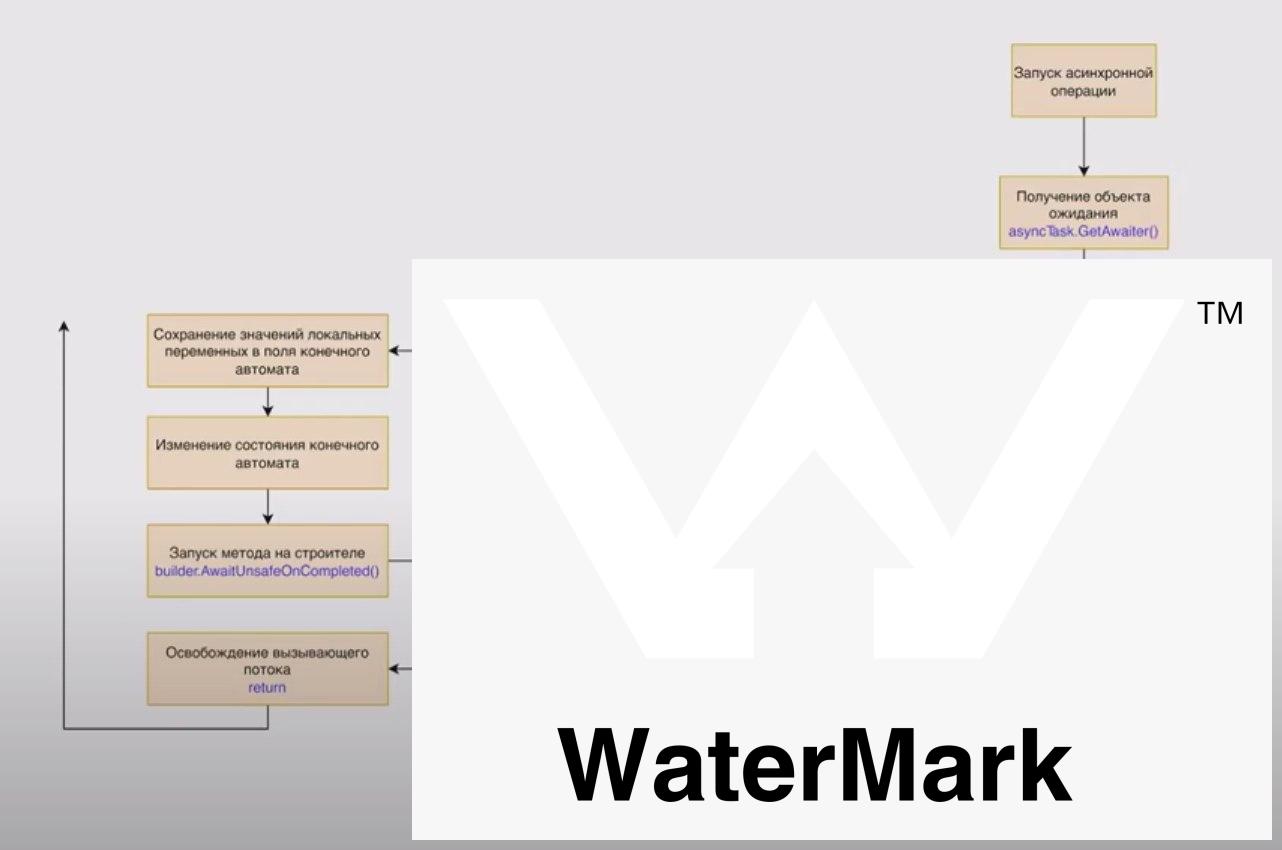 Запуск асинхронной
операции
Получение объекта
ожидания
asyncTask.GetAwaiter()
TM
Сохранение значений локальных
переменных в поля конечного
автомата
Изменение состояния конечного
автомата
Запуск метода на строителе
builder.AwaitUnsafeOnCompleted()
Освобождение вызывающего
потока
return
WaterMark